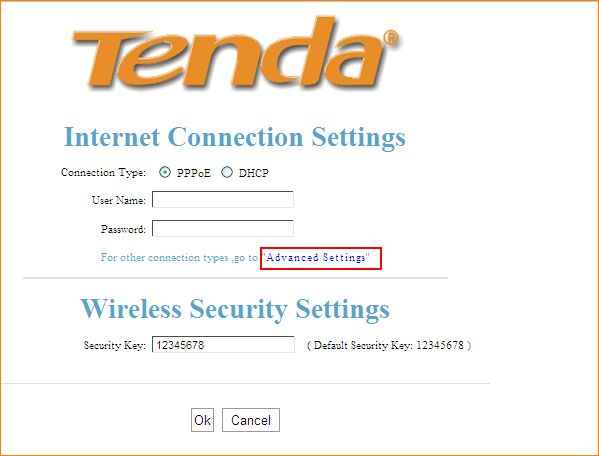 Tenda®
Internet Connection Settings
Connection Type: PPPoE DHCP
User Name:
Password:
For other connection types ,go to "Advanced Settings"
Wireless Security Settings
Security Key: 12345678 ( Default Security Key: 12345678 )
Ok Cancel